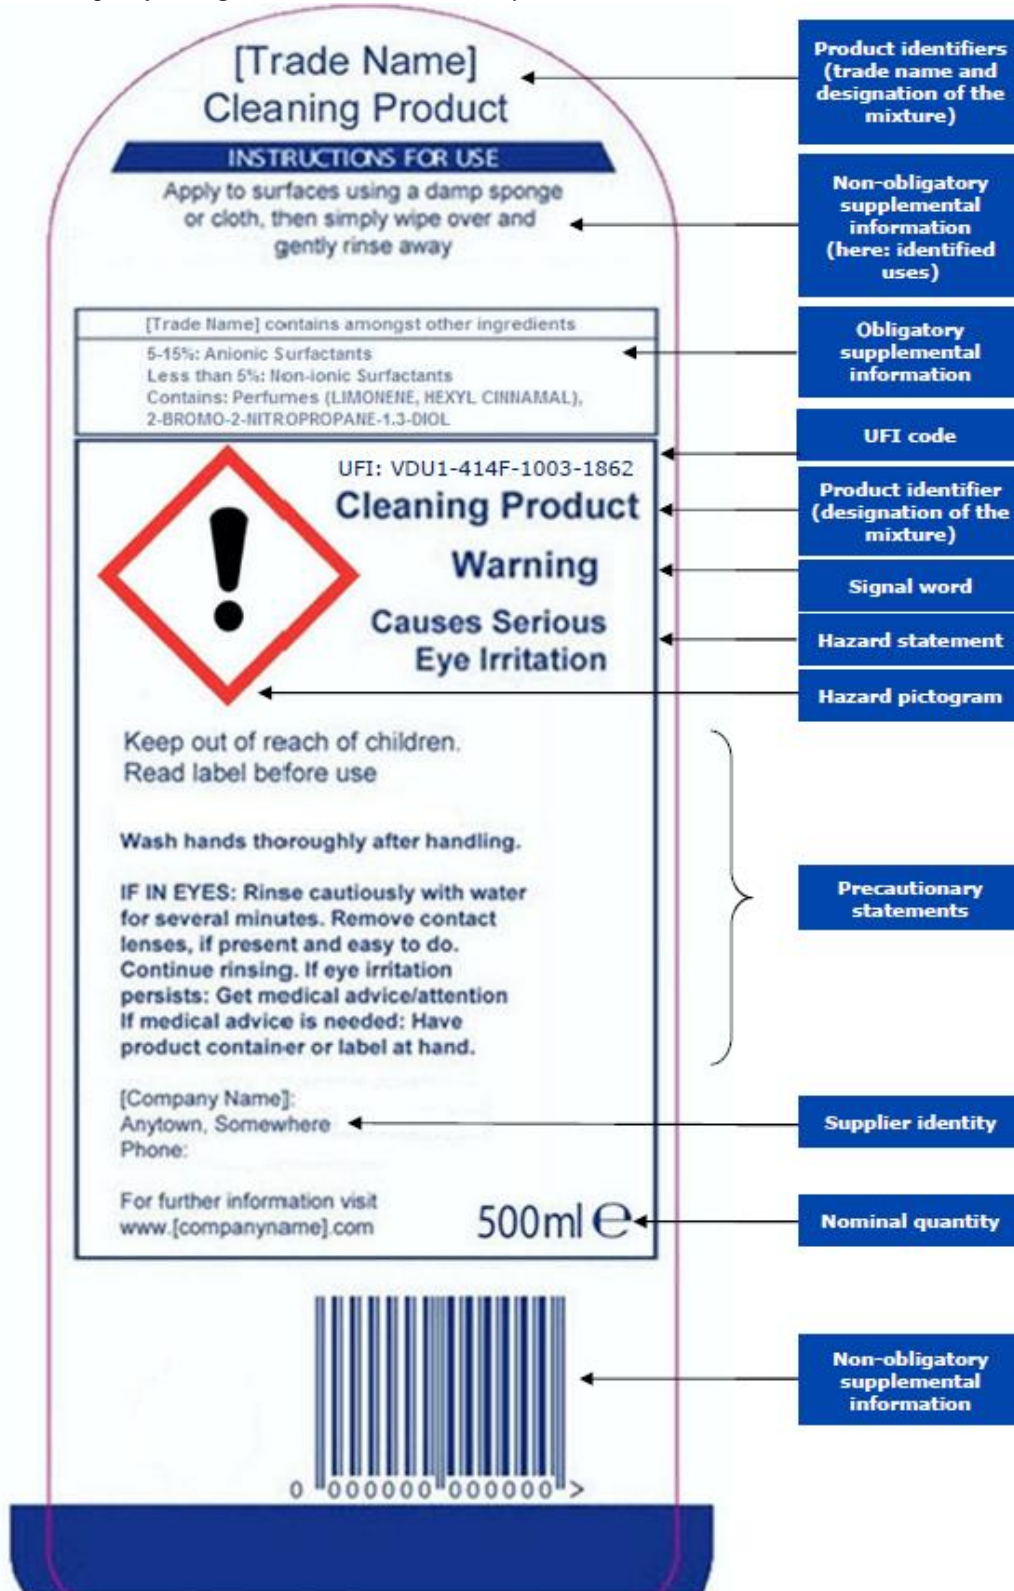 [Trade Name]
Cleaning Product
INSTRUCTIONS FOR USE
Apply to surfaces using a damp sponge
or cloth, then simply wipe over and
gently rinse away
[Trade Name] contains amongst other ingredients
5-15%: Anionic Surfactants
Less than 5%: Non-ionic Surfactants
Contains: Perfumes (LIMONENE, HEXYL CINNAMAL),
2-BROMO-2-NITROPROPANE-1.3-DIOL
UFI: VDU1-414F-1003-1862
Cleaning Product
Warning
Causes Serious
Eye Irritation
Keep out of reach of children.
Read label before use
Wash hands thoroughly after handling.
IF IN EYES: Rinse cautiously with water
for several minutes. Remove contact
lenses, if present and easy to do.
Continue rinsing. If eye irritation
persists: Get medical advice/attention
If medical advice is needed: Have
product container or label at hand.
[Company Name]:
Anytown, Somewhere
Phone:
For further information visit
www.[companyname].com
500ml ℮
0 000000 000000 >
Product identifiers
(trade name and
designation of the
mixture)
Non-obligatory
supplemental
information
(here: identified
uses)
Obligatory
supplemental
information
UFI code
Product identifier
(designation of the
mixture)
Signal word
Hazard statement
Hazard pictogram
Precautionary
statements
Supplier identity
Nominal quantity
Non-obligatory
supplemental
information